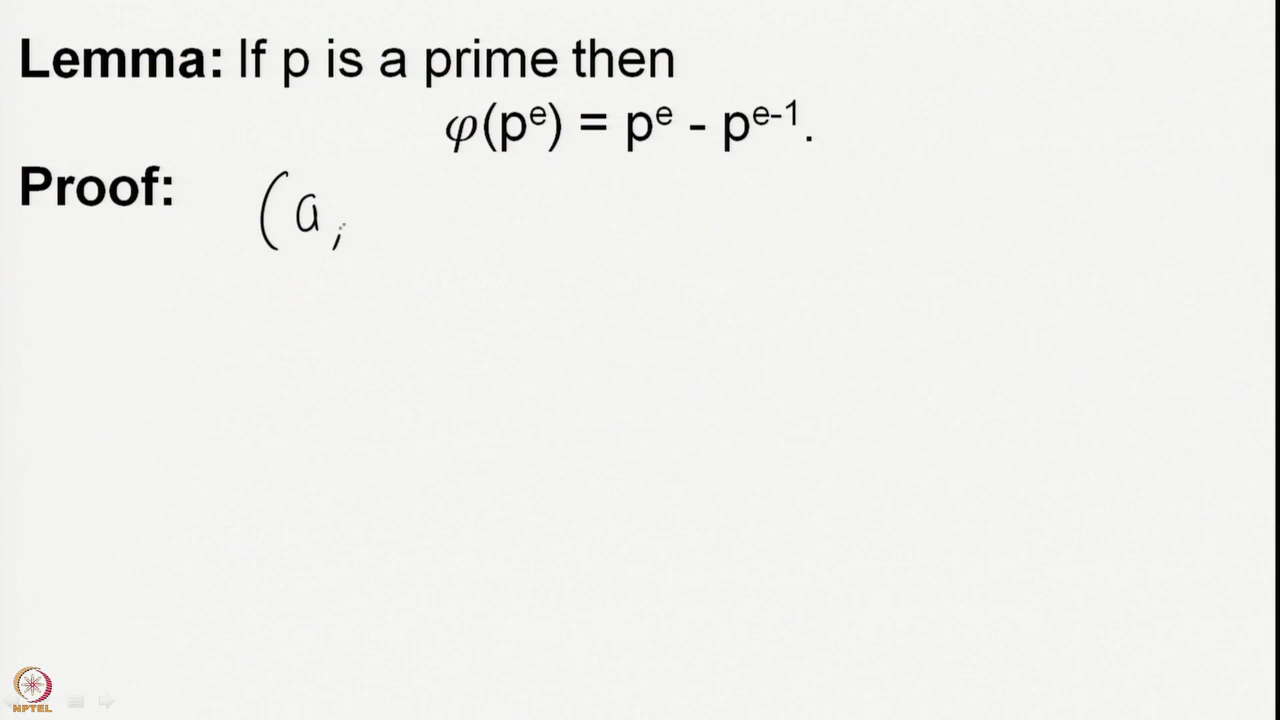 Lemma: If p is a prime then
φ(pᵉ) = pᵉ - pᵉ⁻¹.
Proof: (a,
NPTEL